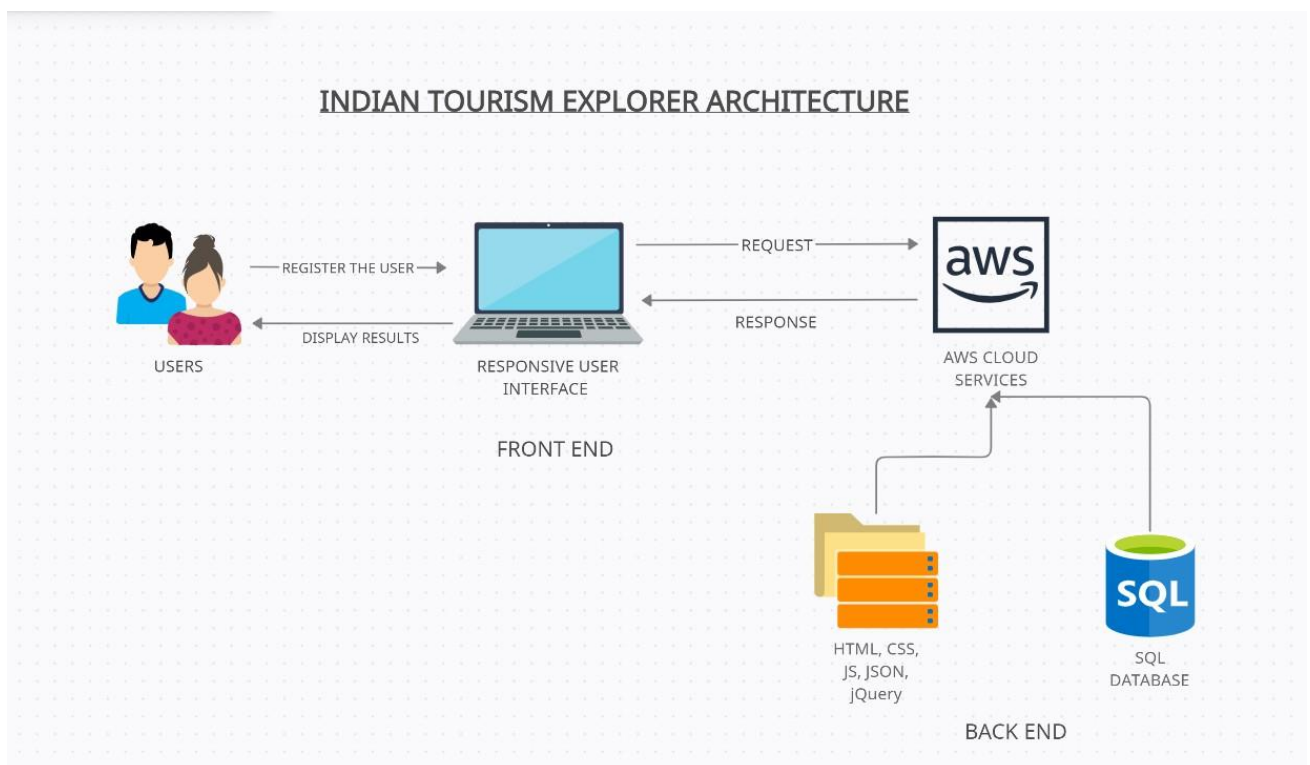 INDIAN TOURISM EXPLORER ARCHITECTURE
REGISTER THE USER
DISPLAY RESULTS
USERS
RESPONSIVE USER
INTERFACE
FRONT END
REQUEST
RESPONSE
aws
AWS CLOUD
SERVICES
HTML, CSS,
JS, JSON,
jQuery
SQL
SQL
DATABASE
BACK END